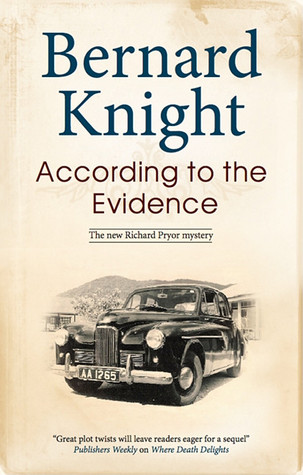 Bernard
Knight
According to the
Evidence
The new Richard Pryor mystery
AA 1265
“Great plot twists will leave readers eager for a sequel”
Publishers Weekly on Where Death Delights